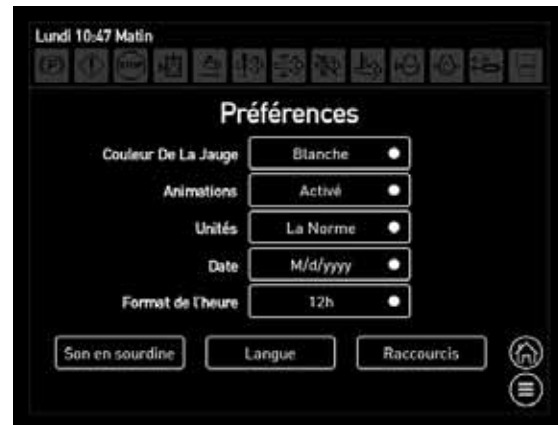 Lundi 10:47 Matin
STOP
Préférences
Couleur De La Jauge Blanche
Animations Activé
Unités La Norme
Date M/d/yyyy
Format de l'heure 12h
Son en sourdine Langue Raccourcis